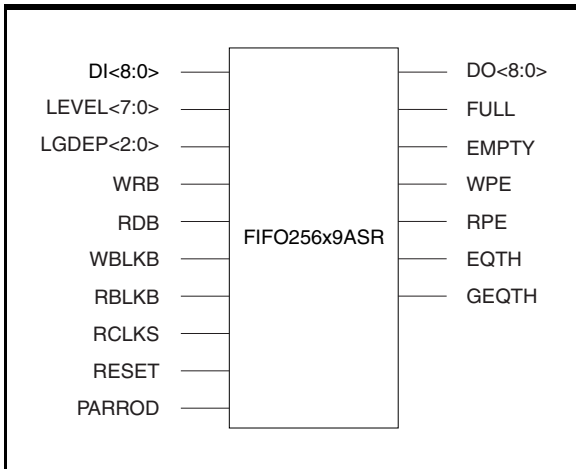 DI<8:0>
LEVEL<7:0>
LGDEP<2:0>
WRB
RDB
WBLKB
RBLKB
RCLKS
RESET
PARROD
FIFO256x9ASR
DO<8:0>
FULL
EMPTY
WPE
RPE
EQTH
GEQTH